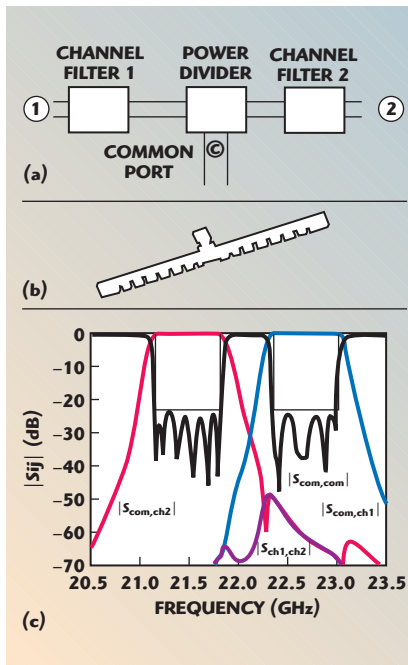 CHANNEL FILTER 1
POWER DIVIDER
CHANNEL FILTER 2
1
2
COMMON PORT
©
(a)
(b)
0
−10
−20
−30
−40
−50
−60
−70
|Sij| (dB)
|Scom,ch2|
|Scom,com|
|Scom,ch1|
|Sch1,ch2|
20.5 21.0 21.5 22.0 22.5 23.0 23.5
FREQUENCY (GHz)
(c)